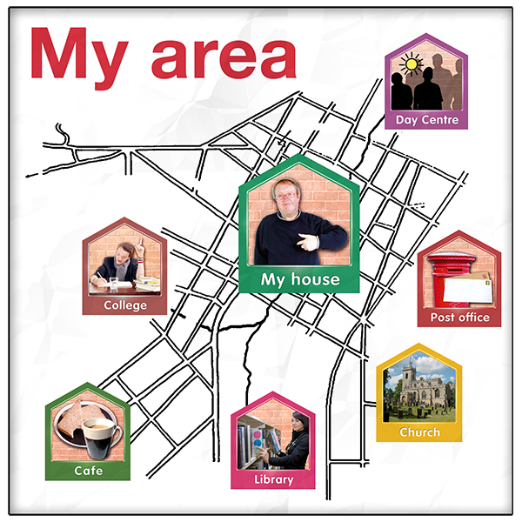 My area
Day Centre
My house
College
Post office
Church
Cafe
Library